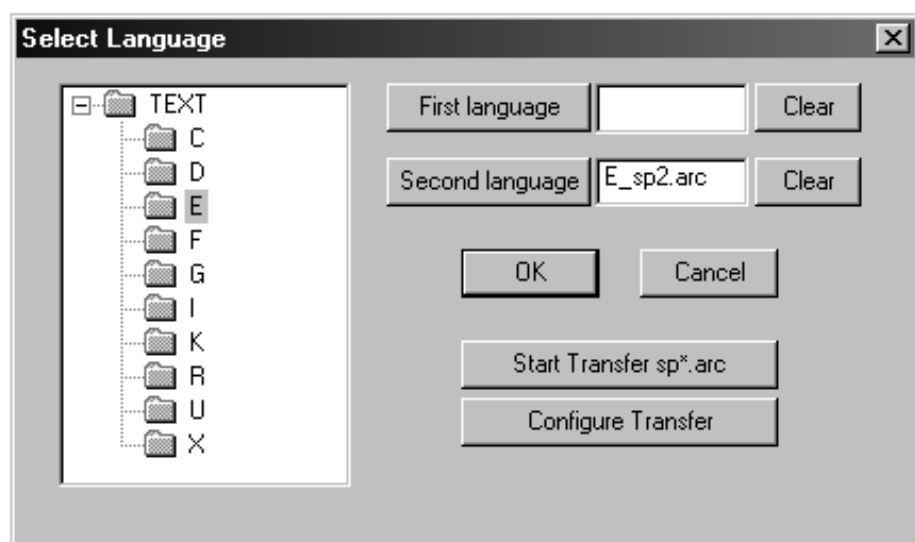 Select Language
TEXT
C
D
E
F
G
I
K
R
U
X
First language
Clear
Second language
E_sp2.arc
Clear
OK
Cancel
Start Transfer sp*.arc
Configure Transfer